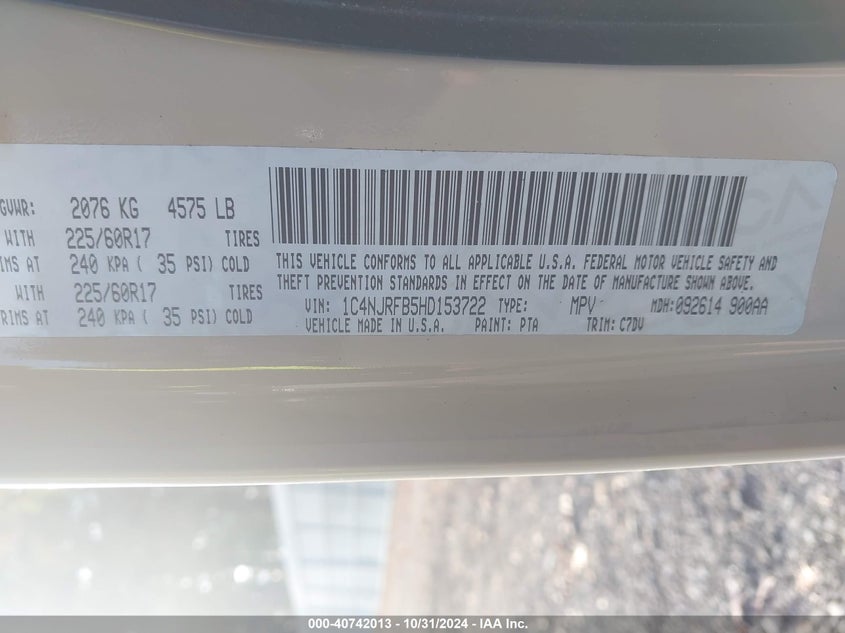 GVWR: 2076 KG 4575 LB
WITH 225/60R17 TIRES
IMS AT 240 KPA ( 35 PSI) COLD
WITH 225/60R17 TIRES
RIMS AT 240 KPA ( 35 PSI) COLD
THIS VEHICLE CONFORMS TO ALL APPLICABLE U.S.A. FEDERAL MOTOR VEHICLE SAFETY AND
THEFT PREVENTION STANDARDS IN EFFECT ON THE DATE OF MANUFACTURE SHOWN ABOVE.
VIN: 1C4NJRFB5HD153722 TYPE: MPV MDH:092614 900AA
VEHICLE MADE IN U.S.A. PAINT: PTA TRIM: C7DV
000-40742013 - 10/31/2024 - IAA Inc.